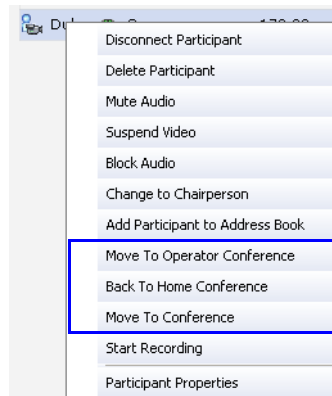 Disconnect Participant
Delete Participant
Mute Audio
Suspend Video
Block Audio
Change to Chairperson
Add Participant to Address Book
Move To Operator Conference
Back To Home Conference
Move To Conference
Start Recording
Participant Properties